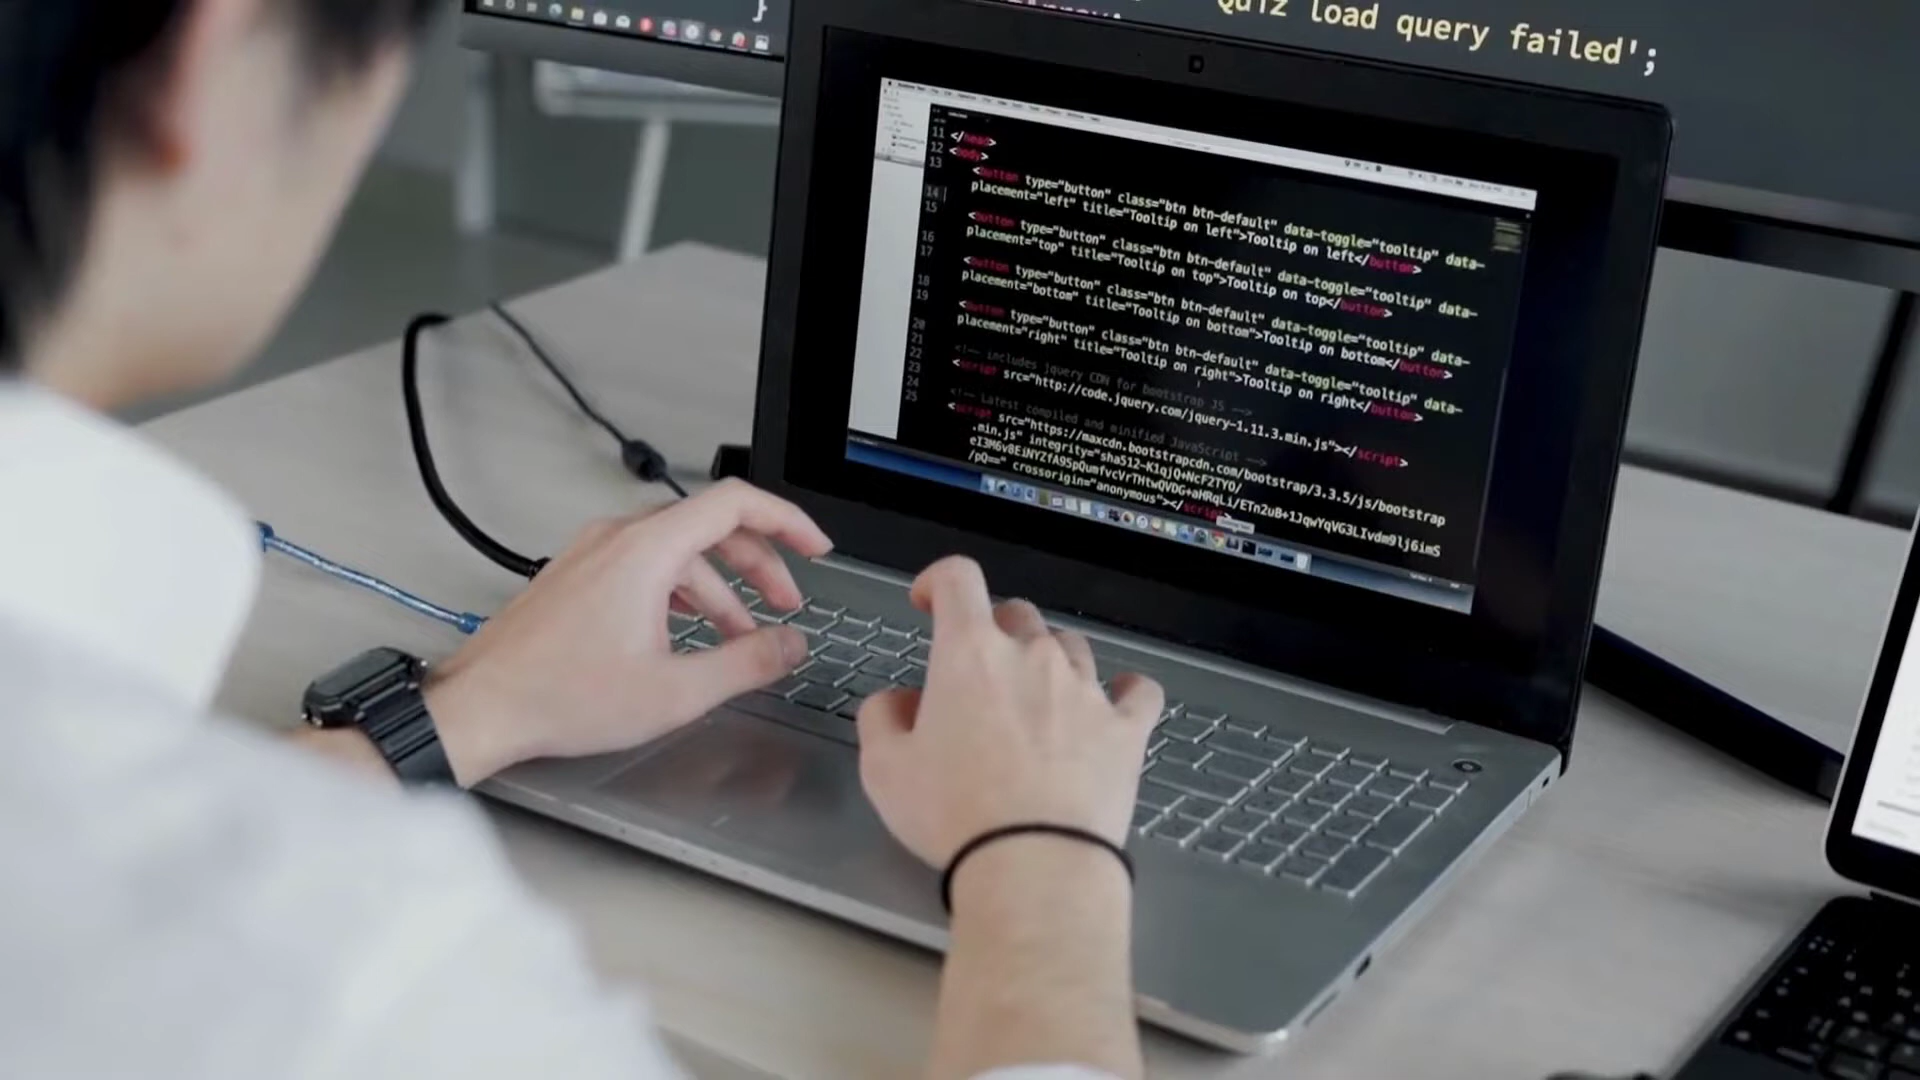 }
Quiz load query failed';
11
12
13
14
15
16
17
18
19
20
21
22
23
24
25
</head>
<body>
<button type="button" class="btn btn-default" data-toggle="tooltip" data-
placement="left" title="Tooltip on left">Tooltip on left</button>
<button type="button" class="btn btn-default" data-toggle="tooltip" data-
placement="top" title="Tooltip on top">Tooltip on top</button>
<button type="button" class="btn btn-default" data-toggle="tooltip" data-
placement="bottom" title="Tooltip on bottom">Tooltip on bottom</button>
<button type="button" class="btn btn-default" data-toggle="tooltip" data-
placement="right" title="Tooltip on right">Tooltip on right</button>
<!-- includes jquery CDN for bootstrap JS -->
<script src="http://code.jquery.com/jquery-1.11.3.min.js"></script>
<!-- Latest compiled and minified JavaScript -->
<script src="https://maxcdn.bootstrapcdn.com/bootstrap/3.3.5/js/bootstrap
.min.js" integrity="sha512-K1qjQ+NcF2TYO/
eI3M6v8EiNYZfA95pQumfvcVrTHtwQVDG+aHRqLi/ETn2uB+1JqwYqVG3LIvdm9lj6imS
/pQ==" crossorigin="anonymous"></script>